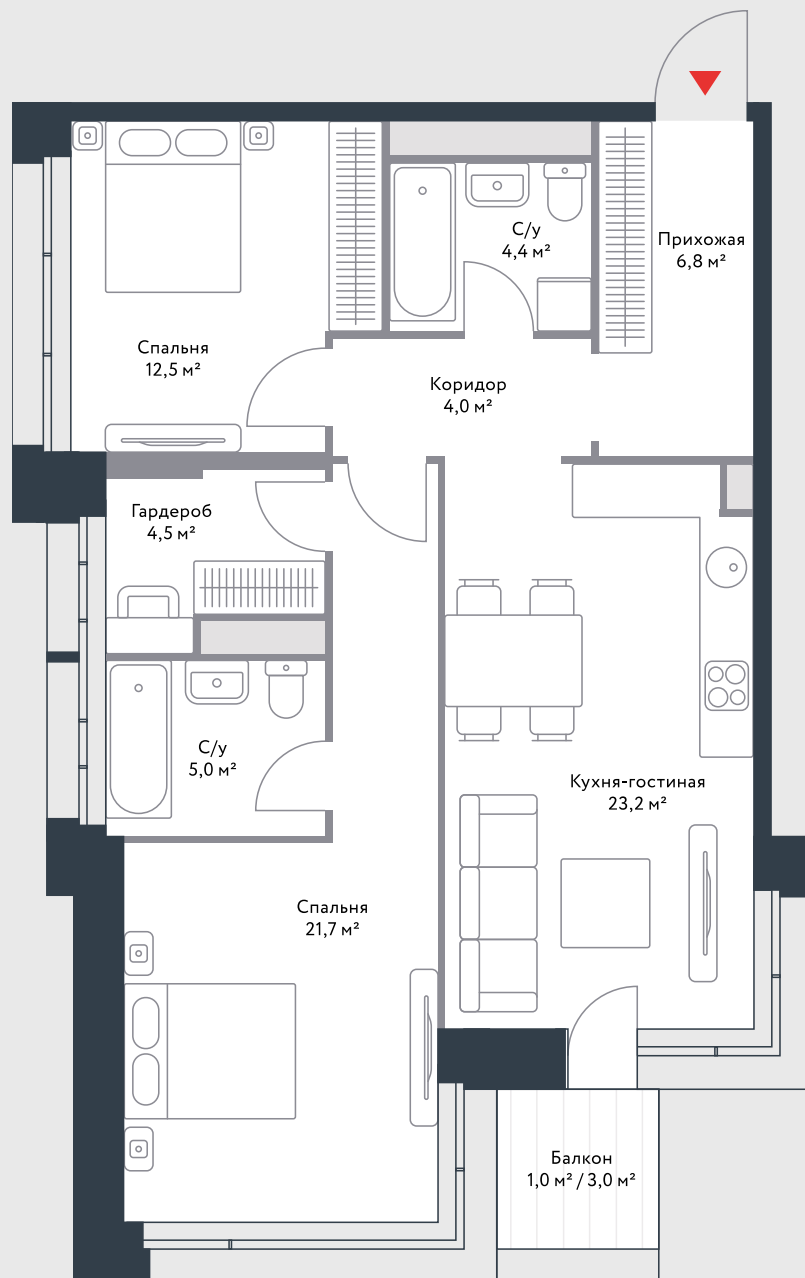 С/у
4,4 м²
Прихожая
6,8 м²
Спальня
12,5 м²
Коридор
4,0 м²
Гардероб
4,5 м²
С/у
5,0 м²
Кухня-гостиная
23,2 м²
Спальня
21,7 м²
Балкон
1,0 м² / 3,0 м²